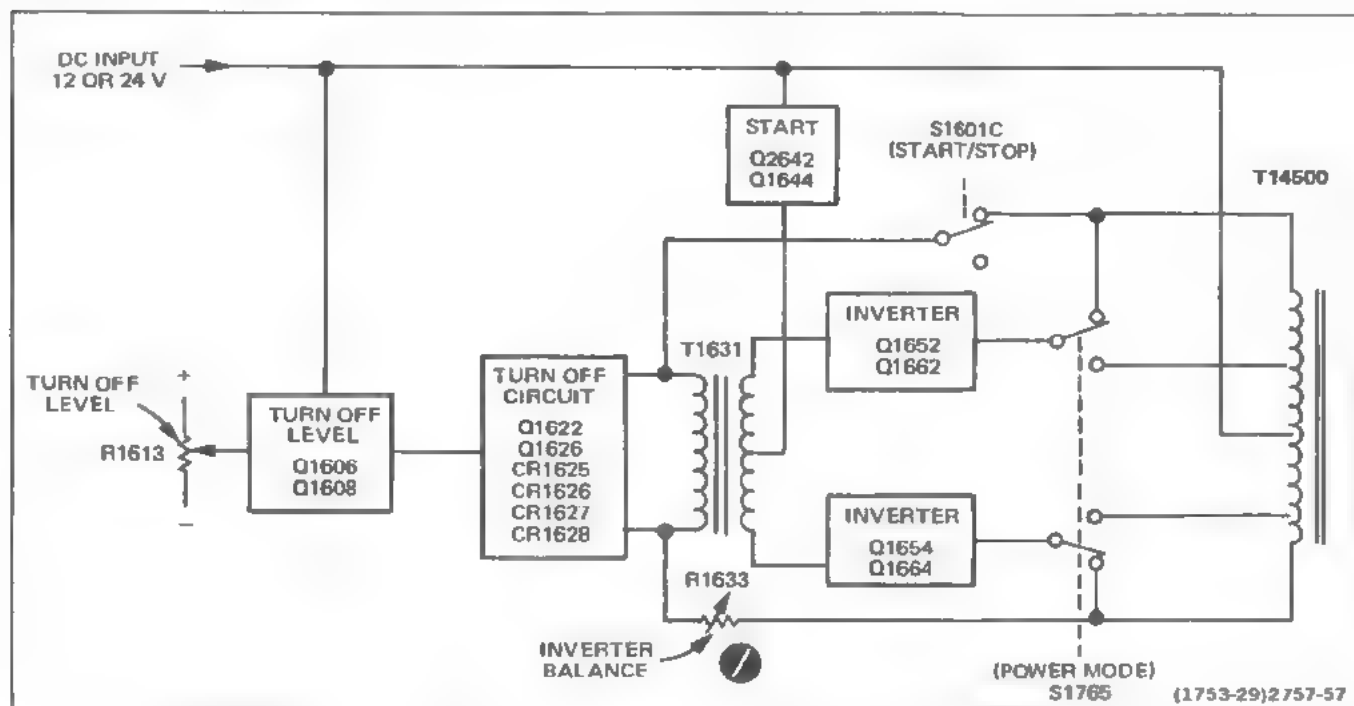 DC INPUT
12 OR 24 V
START
Q2642
Q1644
S1601C
(START/STOP)
T14500
INVERTER
Q1652
Q1662
T1631
TURN OFF
LEVEL
+
R1613
−
TURN OFF
LEVEL
Q1606
Q1608
TURN OFF
CIRCUIT
Q1622
Q1626
CR1625
CR1626
CR1627
CR1628
INVERTER
Q1654
Q1664
R1633
INVERTER
BALANCE
(POWER MODE)
S1765
(1753-29)2757-57